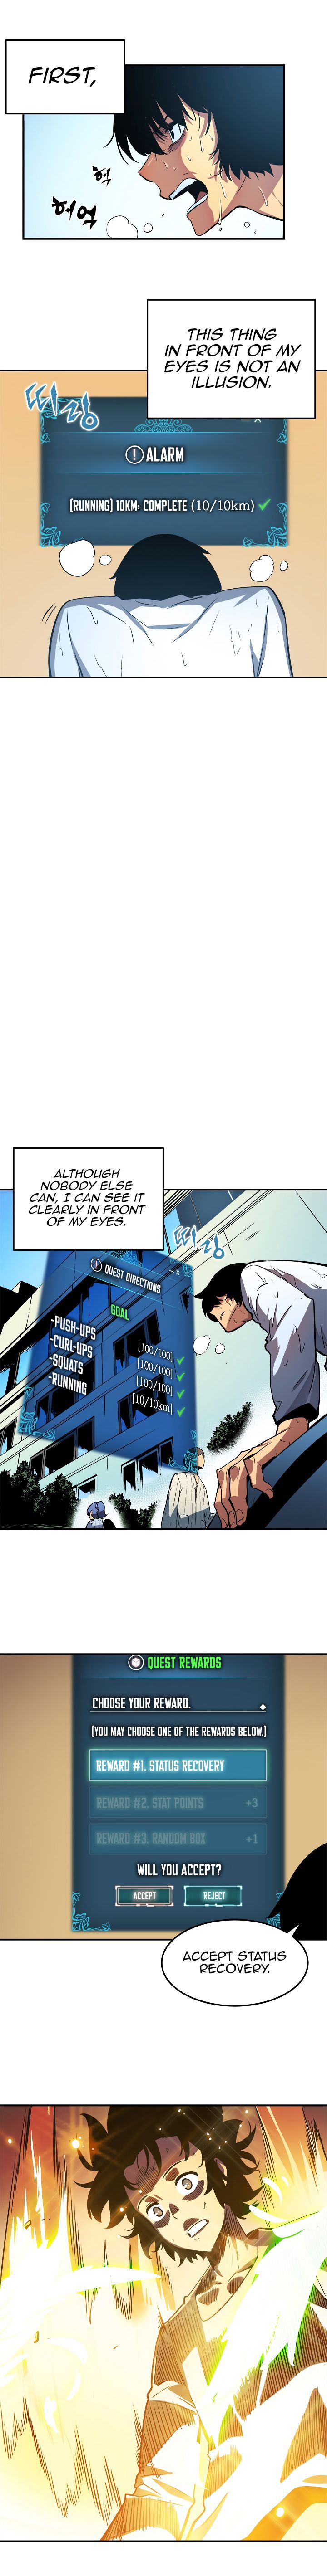 FIRST,
헉
허억
THIS THING
IN FRONT OF MY
EYES IS NOT AN
ILLUSION.
띠링
! ALARM
[RUNNING] 10KM: COMPLETE (10/10km) ✓
ALTHOUGH
NOBODY ELSE
CAN, I CAN SEE IT
CLEARLY IN FRONT
OF MY EYES.
띠링
! QUEST DIRECTIONS
GOAL
-PUSH-UPS [100/100] ✓
-CURL-UPS [100/100] ✓
-SQUATS [100/100] ✓
-RUNNING [10/10km] ✓
QUEST REWARDS
CHOOSE YOUR REWARD.
[YOU MAY CHOOSE ONE OF THE REWARDS BELOW.]
REWARD #1. STATUS RECOVERY
REWARD #2. STAT POINTS +3
REWARD #3. RANDOM BOX +1
WILL YOU ACCEPT?
ACCEPT REJECT
ACCEPT STATUS
RECOVERY.